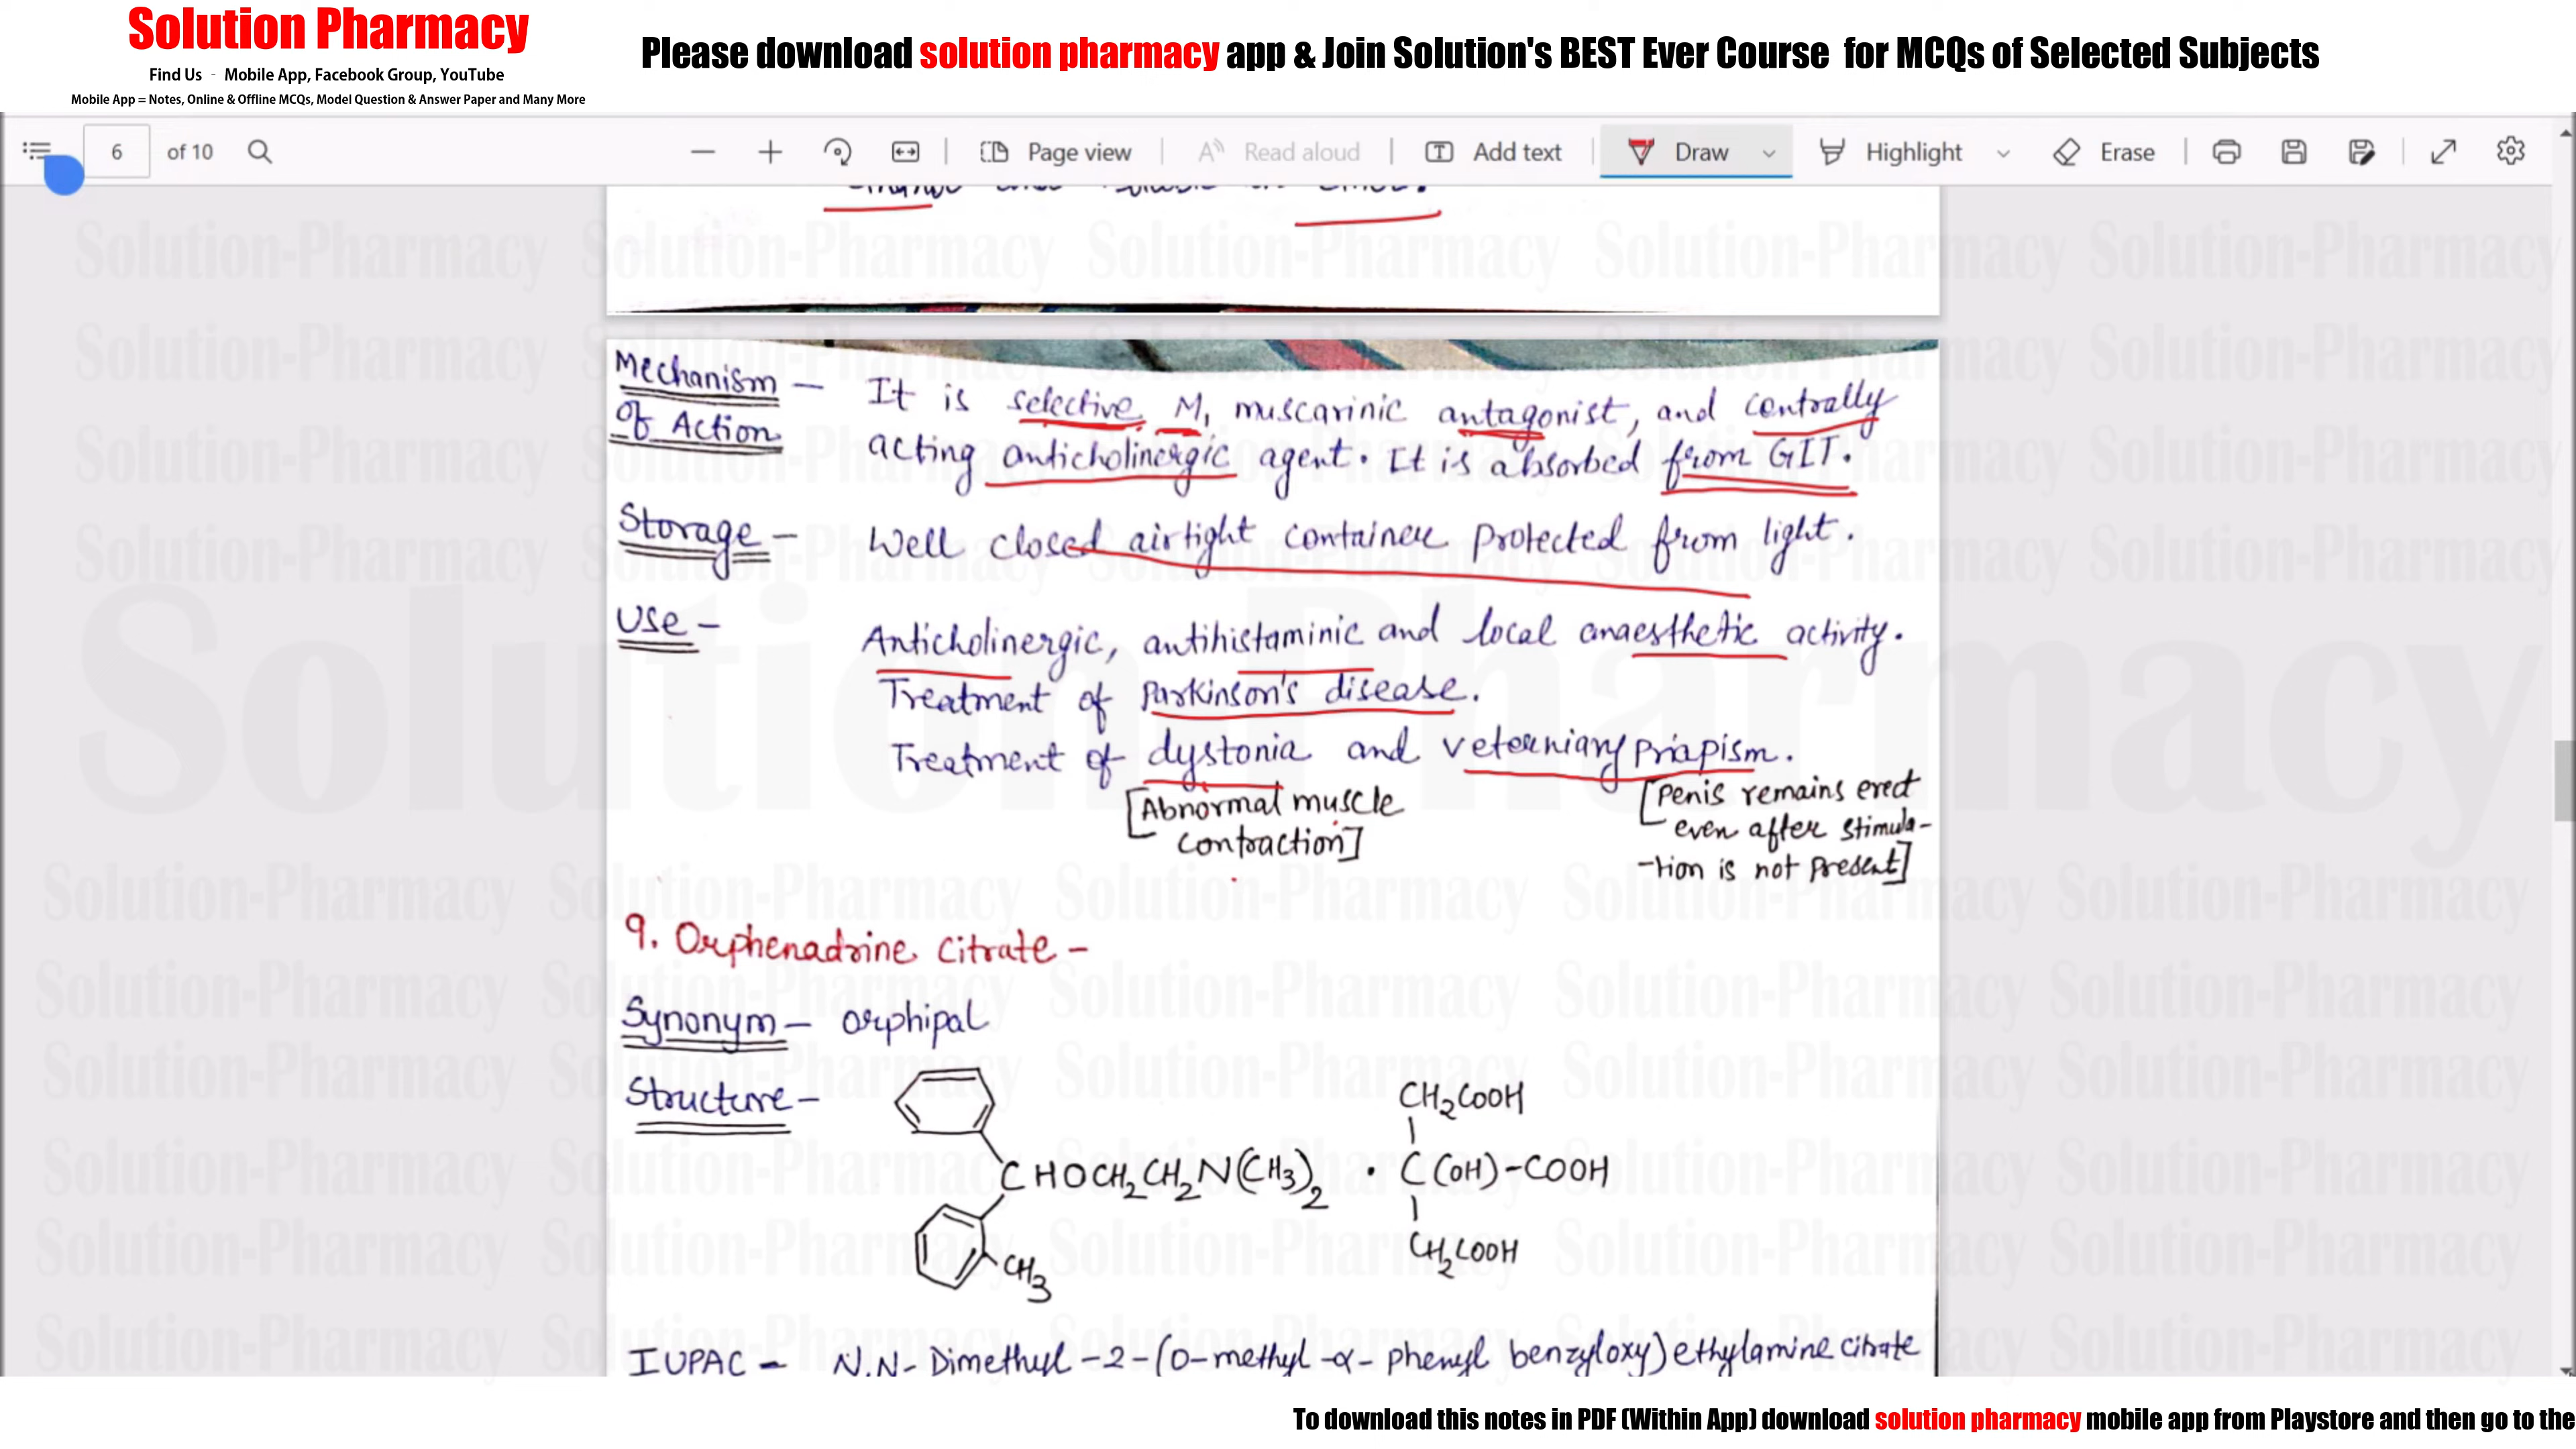 Solution Pharmacy
Find Us - Mobile App, Facebook Group, YouTube
Mobile App = Notes, Online & Offline MCQs, Model Question & Answer Paper and Many More
Please download solution pharmacy app & Join Solution's BEST Ever Course for MCQs of Selected Subjects
6 of 10 Page view Read aloud Add text Draw Highlight Erase
Mechanism of Action – It is selective M1 muscarinic antagonist, and centrally
acting anticholinergic agent. It is absorbed from GIT.
Storage – Well closed airtight container protected from light.
Use – Anticholinergic, antihistaminic and local anaesthetic activity.
Treatment of Parkinson's disease.
Treatment of dystonia and veterniary priapism.
[Abnormal muscle
contraction]
[Penis remains erect
even after stimula-
-tion is not present]
9. Orphenadrine Citrate –
Synonym – Orphipal
Structure –
CH2COOH
CHOCH2CH2N(CH3)2 · C(OH)-COOH
CH2COOH
CH3
IUPAC – N,N-Dimethyl-2-(O-methyl-α-phenyl benzyloxy)ethylamine citrate
To download this notes in PDF (Within App) download solution pharmacy mobile app from Playstore and then go to the
Solution-Pharmacy
Solution Pharmacy